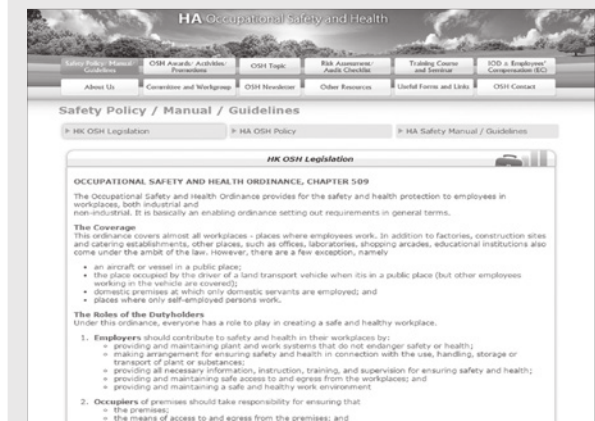 HA Occupational Safety and Health
Safety Policy/ Manual/
Guidelines
OSH Awards/ Activities/
Promotions
OSH Topic
Risk Assessment/
Audit Checklist
Training Course
and Seminar
IOD & Employees'
Compensation (EC)
About Us
Committee and Workgroup
OSH Newsletter
Other Resources
Useful Forms and Links
OSH Contact
Safety Policy / Manual / Guidelines
HK OSH Legislation
HA OSH Policy
HA Safety Manual / Guidelines
HK OSH Legislation
OCCUPATIONAL SAFETY AND HEALTH ORDINANCE, CHAPTER 509
The Occupational Safety and Health Ordinance provides for the safety and health protection to employees in
workplaces, both industrial and
non-industrial. It is basically an enabling ordinance setting out requirements in general terms.
The Coverage
This ordinance covers almost all workplaces - places where employees work. In addition to factories, construction sites
and catering establishments, other places, such as offices, laboratories, shopping arcades, educational institutions also
come under the ambit of the law. However, there are a few exception, namely
• an aircraft or vessel in a public place;
• the place occupied by the driver of a land transport vehicle when itis in a public place (but other employees
working in the vehicle are covered);
• domestic premises at which only domestic servants are employed; and
• places where only self-employed persons work.
The Roles of the Dutyholders
Under this ordinance, everyone has a role to play in creating a safe and healthy workplace.
1. Employers should contribute to safety and health in their workplaces by:
providing and maintaining plant and work systems that do not endanger safety or health;
making arrangement for ensuring safety and health in connection with the use, handling, storage or
transport of plant or substances;
providing all necessary information, instruction, training, and supervision for ensuring safety and health;
providing and maintaining safe access to and egress from the workplaces; and
providing and maintaining a safe and healthy work environment
2. Occupiers of premises should take responsibility for ensuring that
the premises;
the means of access to and egress from the premises; and